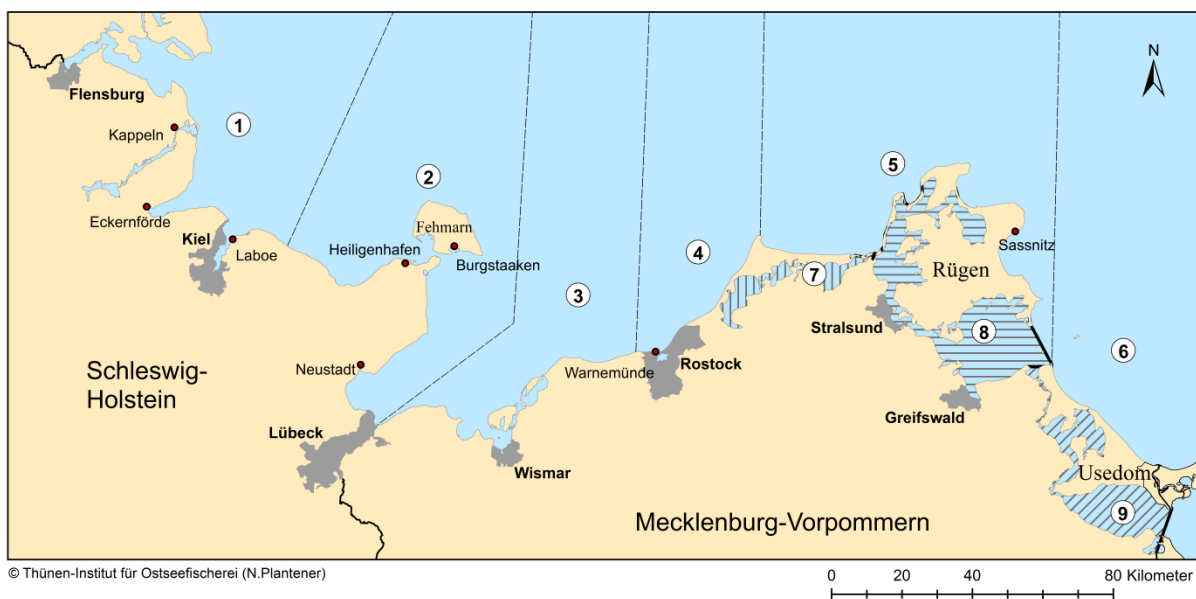 N
Flensburg
Kappeln
1
5
2
Eckernförde
Kiel
Laboe
Fehmarn
Heiligenhafen
Burgstaaken
Sassnitz
4
7
Rügen
3
Stralsund
8
6
Schleswig-
Holstein
Neustadt
Warnemünde
Rostock
Greifswald
Lübeck
Wismar
Usedom
Mecklenburg-Vorpommern
9
© Thünen-Institut für Ostseefischerei (N.Plantener)
0 20 40 80 Kilometer